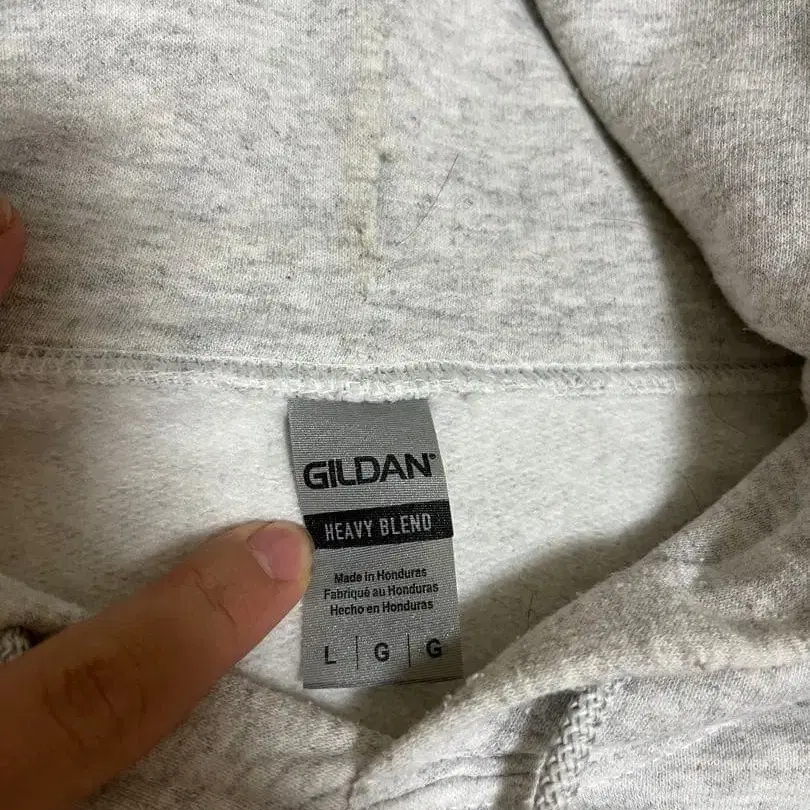 GILDAN
HEAVY BLEND
Made in Honduras
Fabriqué au Honduras
Hecho en Honduras
L | G | G